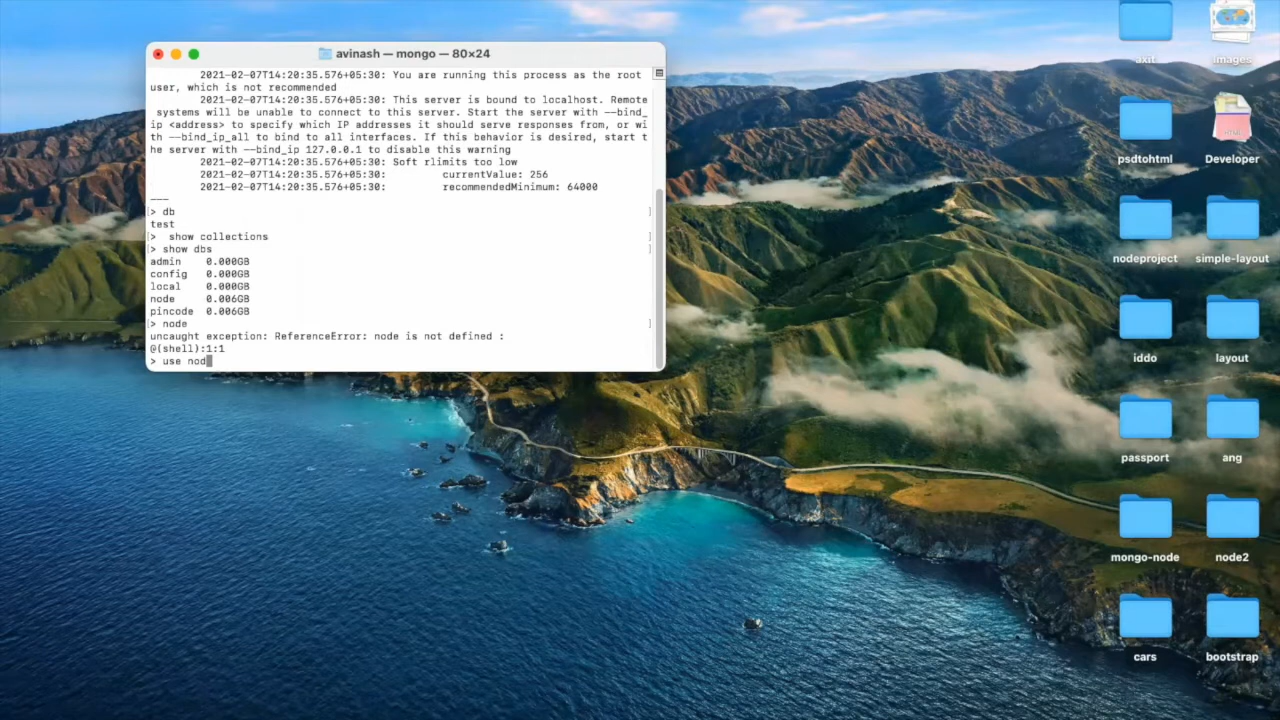 avinash — mongo — 80×24
2021-02-07T14:20:35.576+05:30: You are running this process as the root
user, which is not recommended
2021-02-07T14:20:35.576+05:30: This server is bound to localhost. Remote
systems will be unable to connect to this server. Start the server with --bind_
ip <address> to specify which IP addresses it should serve responses from, or wi
th --bind_ip_all to bind to all interfaces. If this behavior is desired, start t
he server with --bind_ip 127.0.0.1 to disable this warning
2021-02-07T14:20:35.576+05:30: Soft rlimits too low
2021-02-07T14:20:35.576+05:30: currentValue: 256
2021-02-07T14:20:35.576+05:30: recommendedMinimum: 64000
---
[> db ]
test
[>  show collections ]
[> show dbs ]
admin 0.000GB
config 0.000GB
local 0.000GB
node 0.006GB
pincode 0.006GB
[> node ]
uncaught exception: ReferenceError: node is not defined :
@(shell):1:1
> use nod
axit
images
psdtohtml
HTML
Developer
nodeproject
simple-layout
iddo
layout
passport
ang
mongo-node
node2
cars
bootstrap